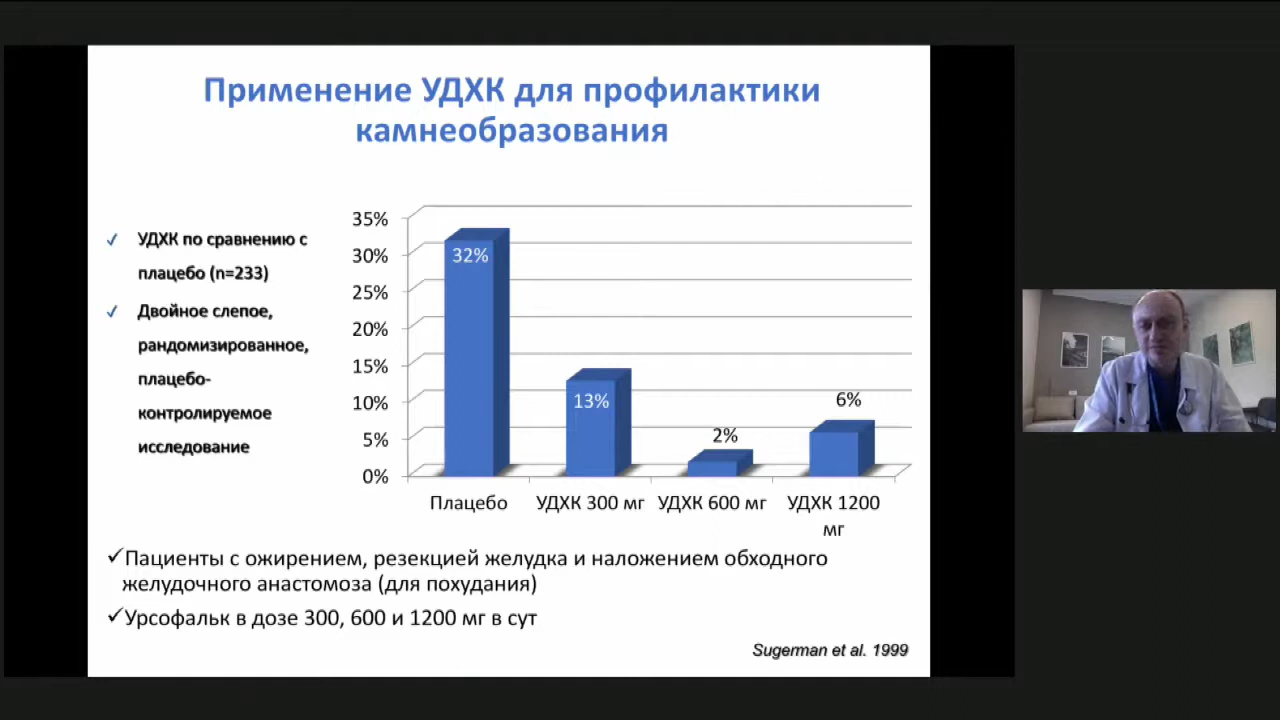 Применение УДХК для профилактики
камнеобразования
✓ УДХК по сравнению с
плацебо (n=233)
✓ Двойное слепое,
рандомизированное,
плацебо-
контролируемое
исследование
35%
30%
25%
20%
15%
10%
5%
0%
32%
13%
2%
6%
Плацебо
УДХК 300 мг
УДХК 600 мг
УДХК 1200
мг
✓Пациенты с ожирением, резекцией желудка и наложением обходного
желудочного анастомоза (для похудания)
✓Урсофальк в дозе 300, 600 и 1200 мг в сут
Sugerman et al. 1999